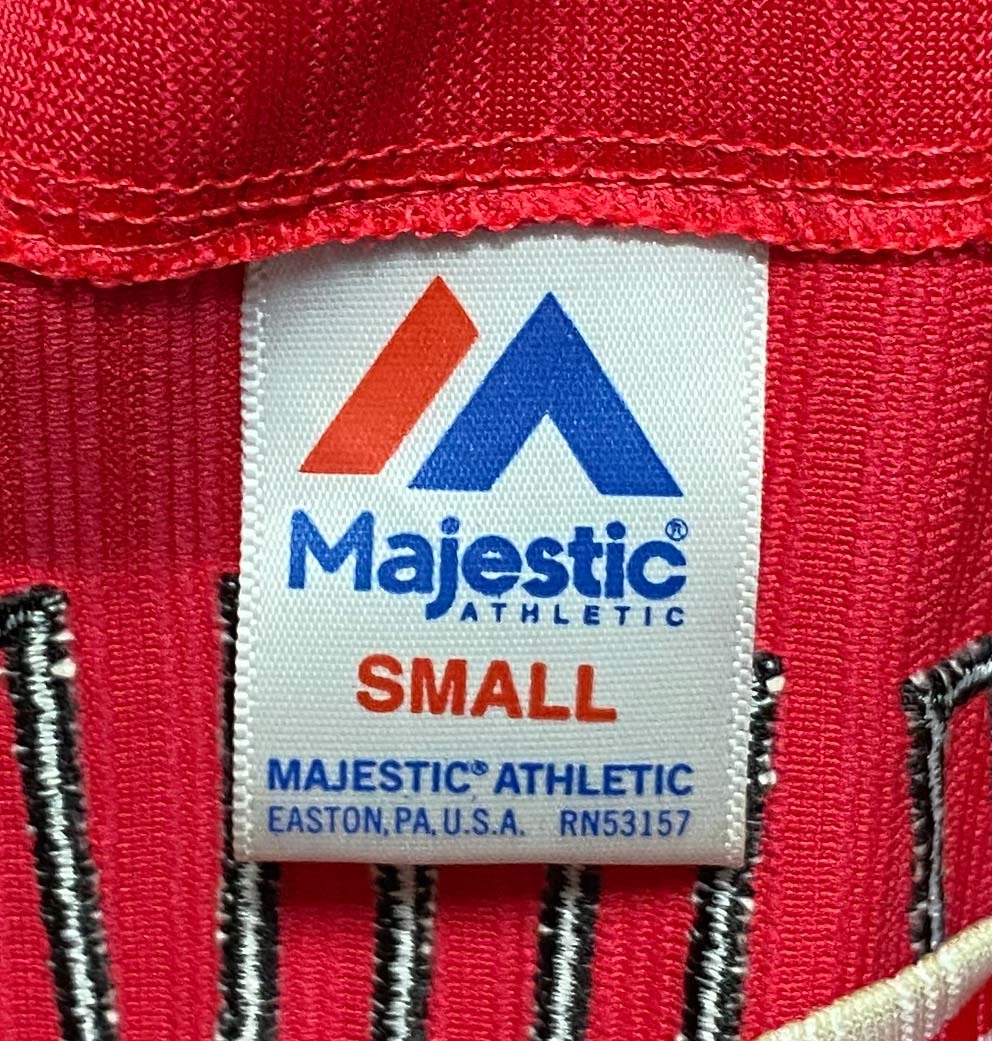 Majestic®
ATHLETIC
SMALL
MAJESTIC® ATHLETIC
EASTON, PA, U.S.A. RN53157